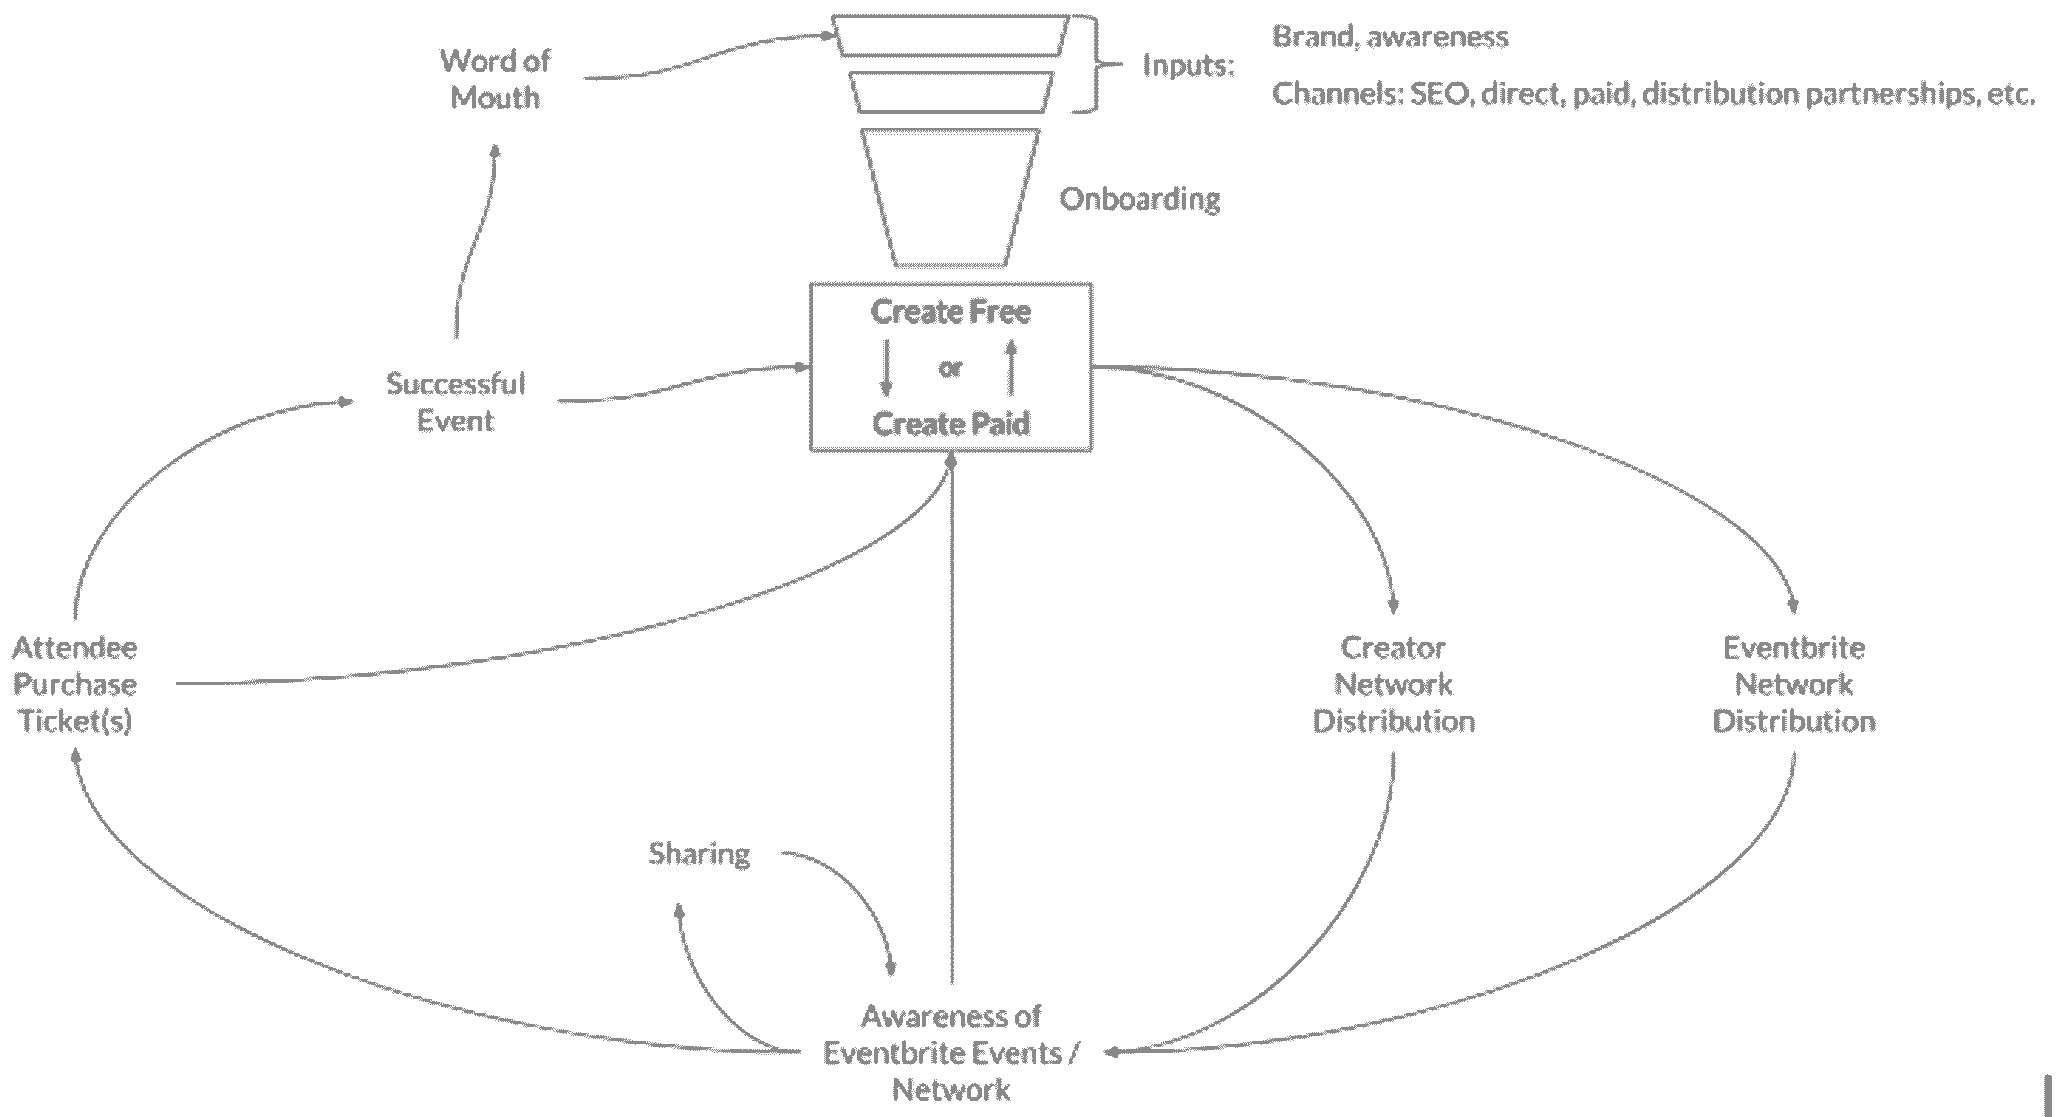 Word of
Mouth
Inputs:
Brand, awareness
Channels: SEO, direct, paid, distribution partnerships, etc.
Onboarding
Create Free
or
Create Paid
Successful
Event
Attendee
Purchase
Ticket(s)
Creator
Network
Distribution
Eventbrite
Network
Distribution
Sharing
Awareness of
Eventbrite Events /
Network